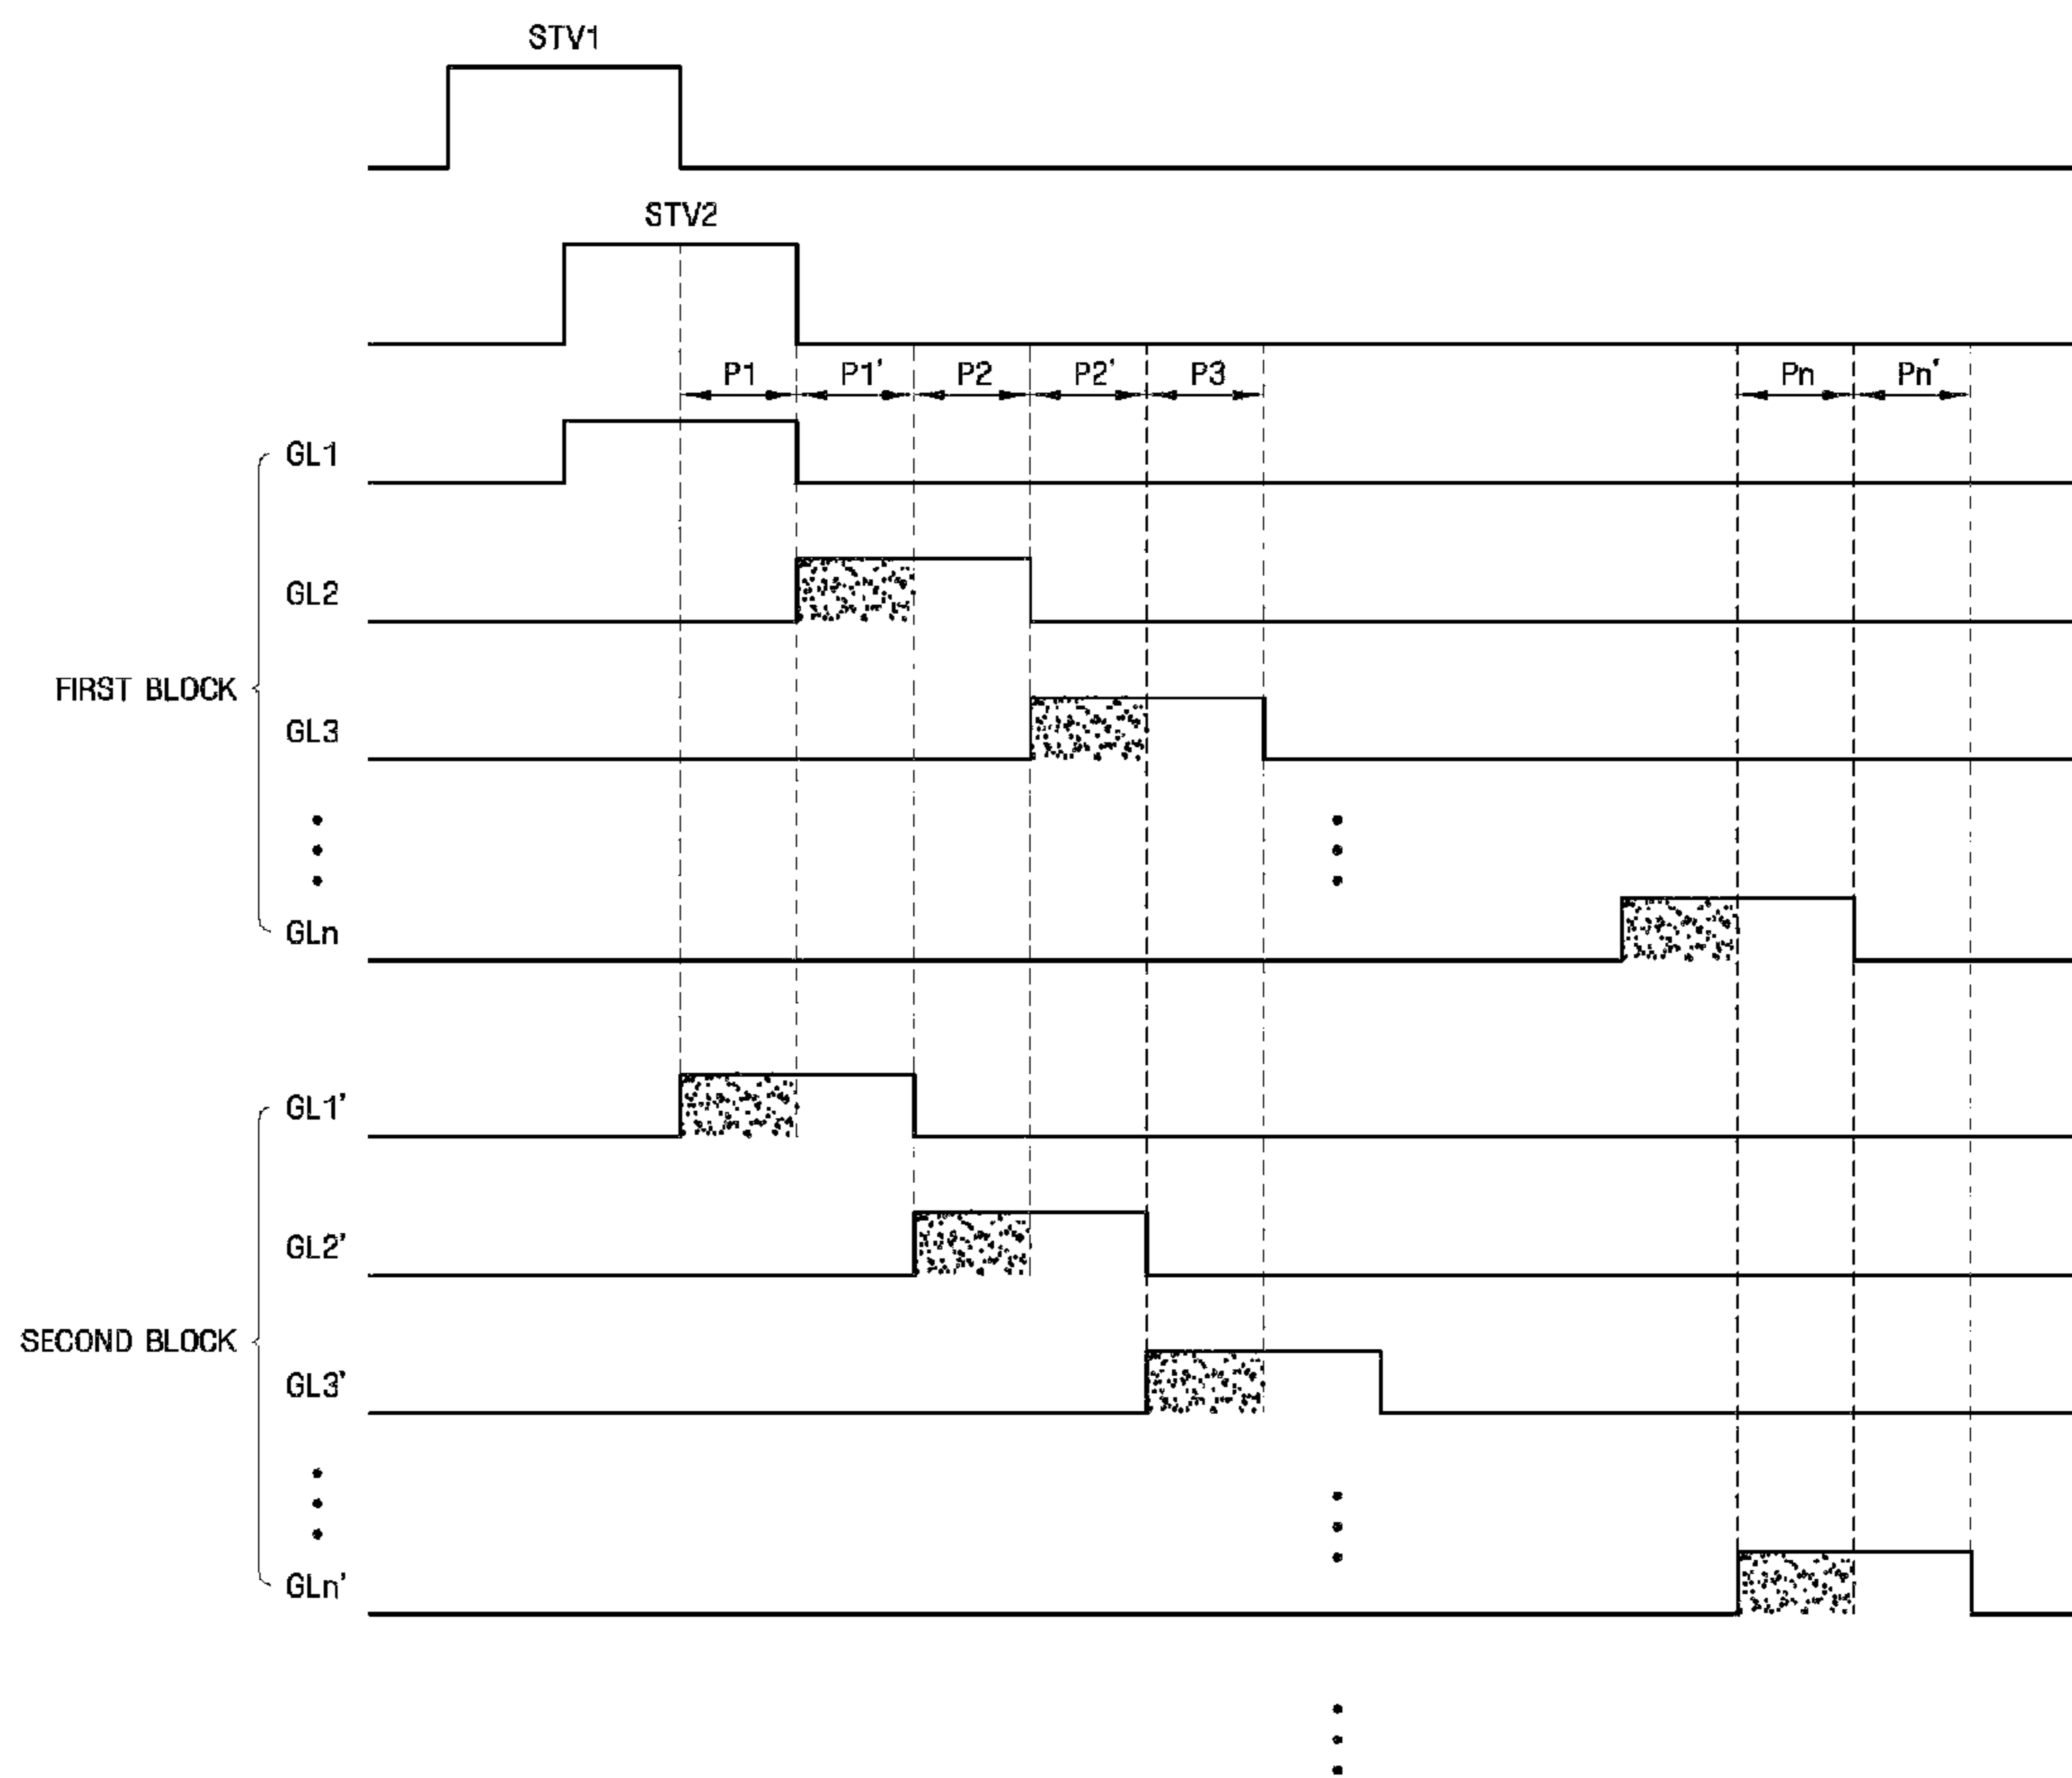 STV1
STV2
P1 P1' P2 P2' P3 Pn Pn'
GL1
GL2
FIRST BLOCK
GL3
GLn
GL1'
GL2'
SECOND BLOCK
GL3'
GLn'